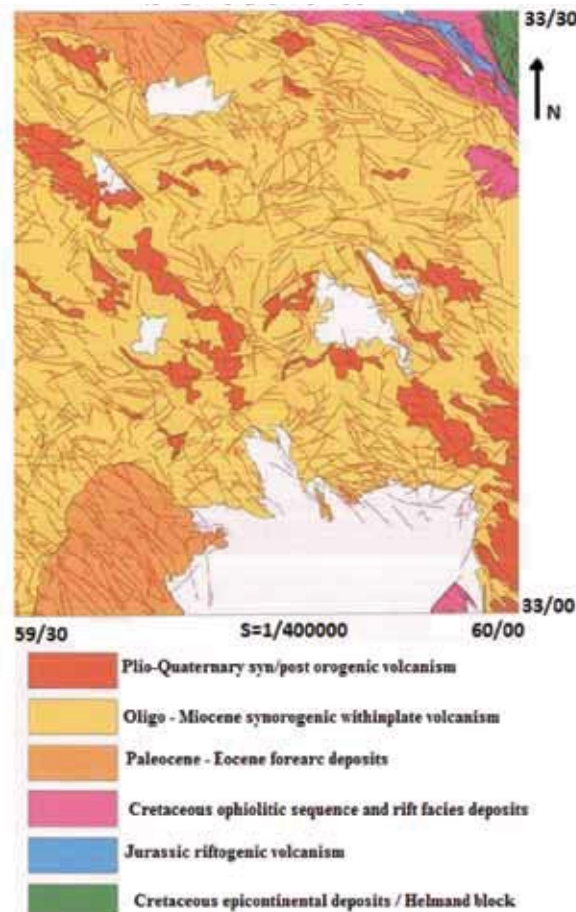 33/30
N
33/00
59/30 S=1/400000 60/00
Plio-Quaternary syn/post orogenic volcanism
Oligo - Miocene synorogenic withinplate volcanism
Paleocene - Eocene forearc deposits
Cretaceous ophiolitic sequence and rift facies deposits
Jurassic riftogenic volcanism
Cretaceous epicontinental deposits / Helmand block